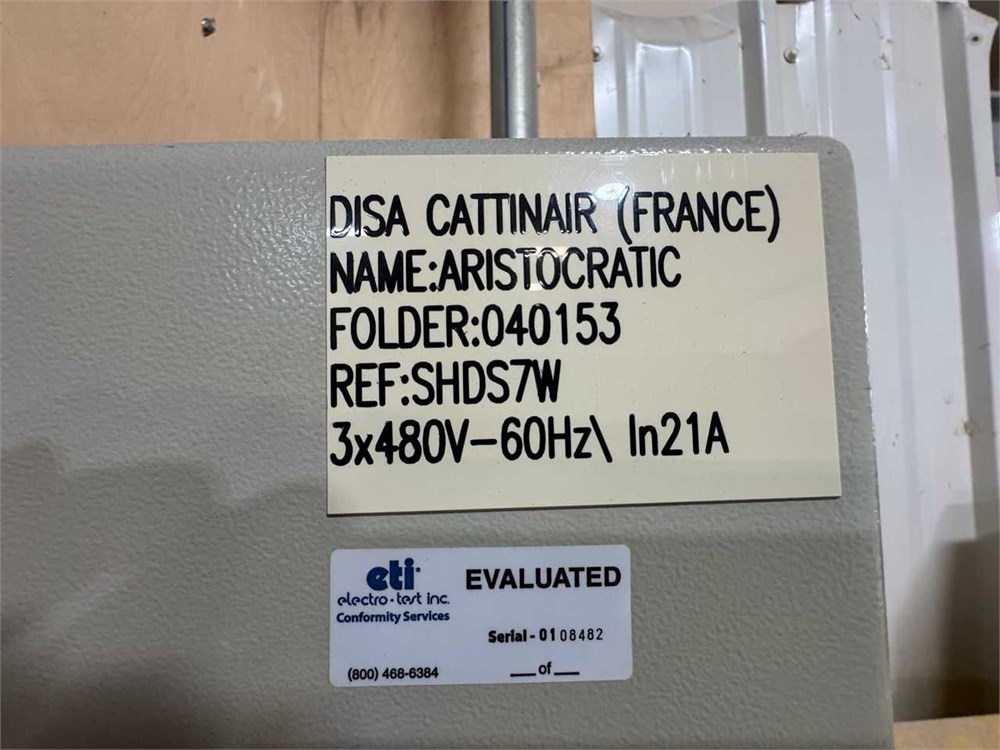 DISA CATTINAIR (FRANCE)
NAME:ARISTOCRATIC
FOLDER:040153
REF:SHDS7W
3x480V-60Hz\ In21A
eti
electro·test inc.
Conformity Services
EVALUATED
Serial - 0108482
(800) 468-6384
___of___